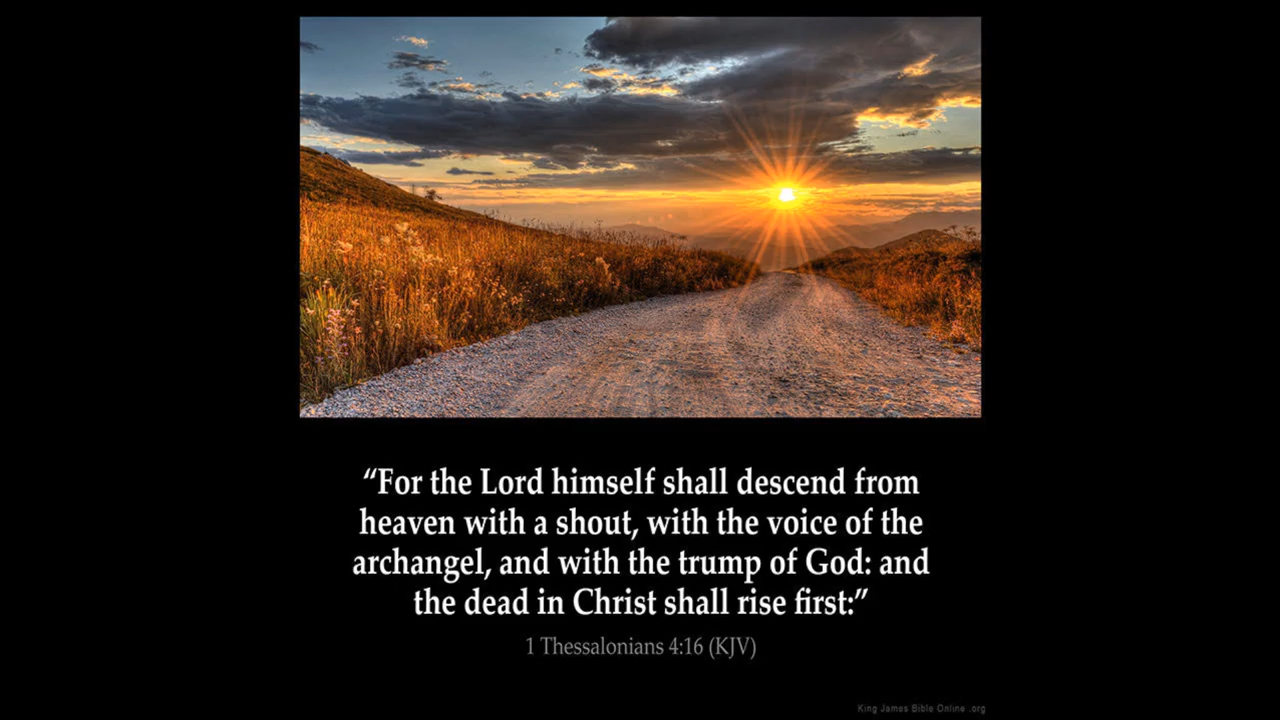 “For the Lord himself shall descend from
heaven with a shout, with the voice of the
archangel, and with the trump of God: and
the dead in Christ shall rise first:”
1 Thessalonians 4:16 (KJV)
King James Bible Online .org